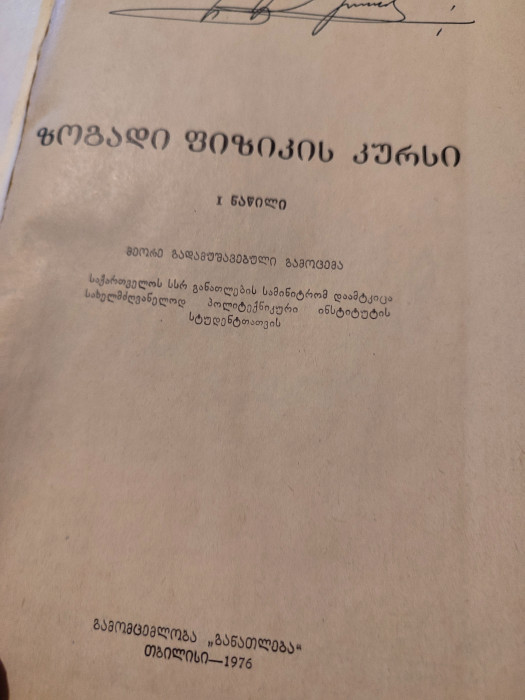 ზოგადი ფიზიკის კურსი
I ნაწილი
მეორე გადამუშავებული გამოცემა
საქართველოს სსრ განათლების სამინისტრომ დაამტკიცა
სახელმძღვანელოდ პოლიტექნიკური ინსტიტუტის
სტუდენტთათვის
გამომცემლობა „განათლება“
თბილისი—1976